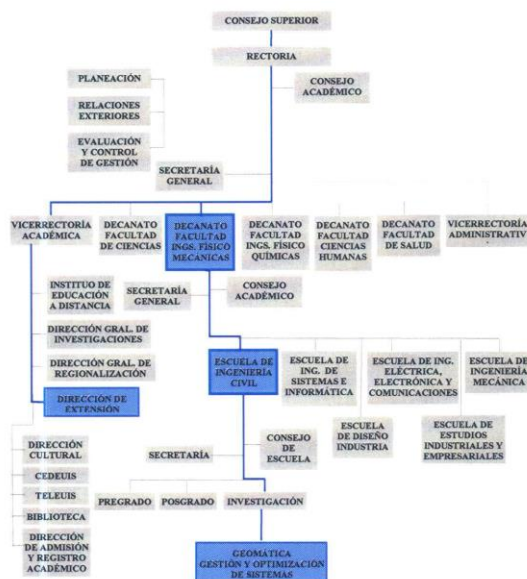 CONSEJO SUPERIOR
RECTORIA
PLANEACIÓN
CONSEJO
ACADÉMICO
RELACIONES
EXTERIORES
EVALUACIÓN
Y CONTROL
DE GESTIÓN
SECRETARÍA
GENERAL
VICERRECTORÍA
ACADÉMICA
DECANATO
FACULTAD
DE CIENCIAS
DECANATO
FACULTAD
INGS. FÍSICO
MECÁNICAS
DECANATO
FACULTAD
INGS. FÍSICO
QUÍMICAS
DECANATO
FACULTAD
CIENCIAS
HUMANAS
DECANATO
FACULTAD
DE SALUD
VICERRECTORÍA
ADMINISTRATIV
INSTITUO DE
EDUCACIÓN
A DISTANCIA
SECRETARÍA
GENERAL
CONSEJO
ACADÉMICO
DIRECCIÓN GRAL. DE
INVESTIGACIONES
DIRECCIÓN GRAL. DE
REGIONALIZACIÓN
DIRECCIÓN DE
EXTENSIÓN
ESCUELA DE
INGENIERÍA
CIVIL
ESCUELA
DE ING. DE
SISTEMAS E
INFORMÁTICA
ESCUELA DE ING.
ELÉCTRICA,
ELECTRÓNICA Y
COMUNICACIONES
ESCUELA DE
INGENIERÍA
MECÁNICA
ESCUELA
DE DISEÑO
INDUSTRIA
ESCUELA DE
ESTUDIOS
INDUSTRIALES Y
EMPRESARIALES
DIRECCIÓN
CULTURAL
CEDEUIS
TELEUIS
BIBLIOTECA
DIRECCIÓN
DE ADMISIÓN
Y REGISTRO
ACADÉMICO
SECRETARÍA
CONSEJO
DE
ESCUELA
PREGRADO
POSGRADO
INVESTIGACIÓN
GEOMÁTICA
GESTIÓN Y OPTIMIZACIÓN
DE SISTEMAS